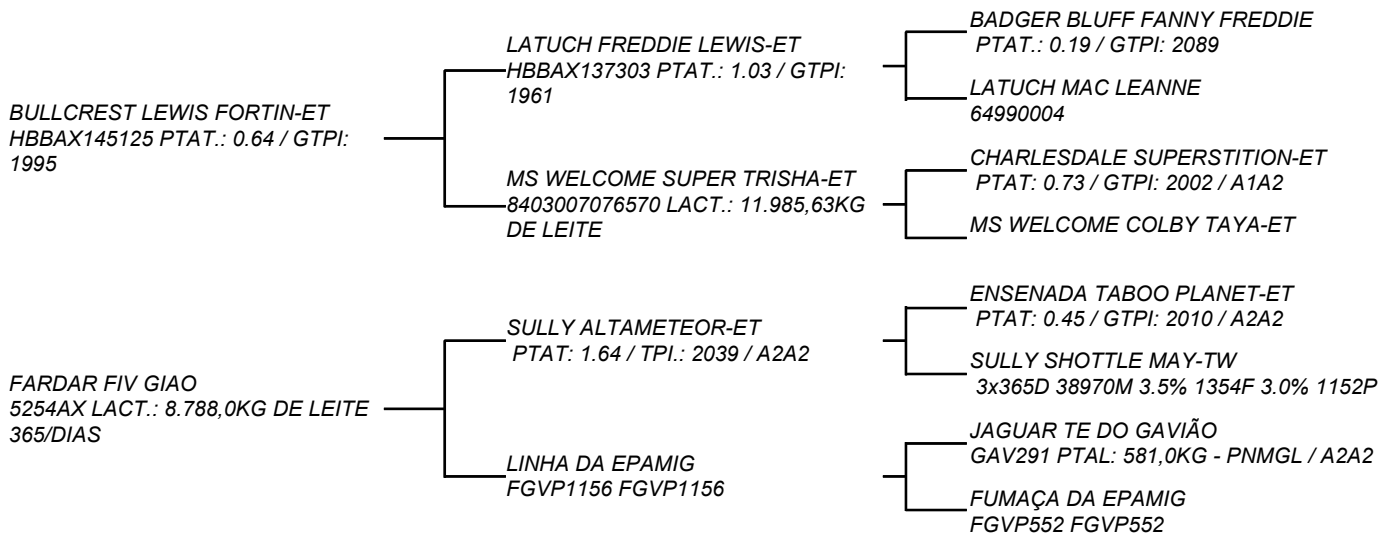 BULLCREST LEWIS FORTIN-ET
HBBAX145125 PTAT.: 0.64 / GTPI:
1995
FARDAR FIV GIAO
5254AX LACT.: 8.788,0KG DE LEITE
365/DIAS
LATUCH FREDDIE LEWIS-ET
HBBAX137303 PTAT.: 1.03 / GTPI:
1961
MS WELCOME SUPER TRISHA-ET
8403007076570 LACT.: 11.985,63KG
DE LEITE
SULLY ALTAMETEOR-ET
PTAT: 1.64 / TPI.: 2039 / A2A2
LINHA DA EPAMIG
FGVP1156 FGVP1156
BADGER BLUFF FANNY FREDDIE
PTAT.: 0.19 / GTPI: 2089
LATUCH MAC LEANNE
64990004
CHARLESDALE SUPERSTITION-ET
PTAT: 0.73 / GTPI: 2002 / A1A2
MS WELCOME COLBY TAYA-ET
ENSENADA TABOO PLANET-ET
PTAT: 0.45 / GTPI: 2010 / A2A2
SULLY SHOTTLE MAY-TW
3x365D 38970M 3.5% 1354F 3.0% 1152P
JAGUAR TE DO GAVIÃO
GAV291 PTAL: 581,0KG - PNMGL / A2A2
FUMAÇA DA EPAMIG
FGVP552 FGVP552